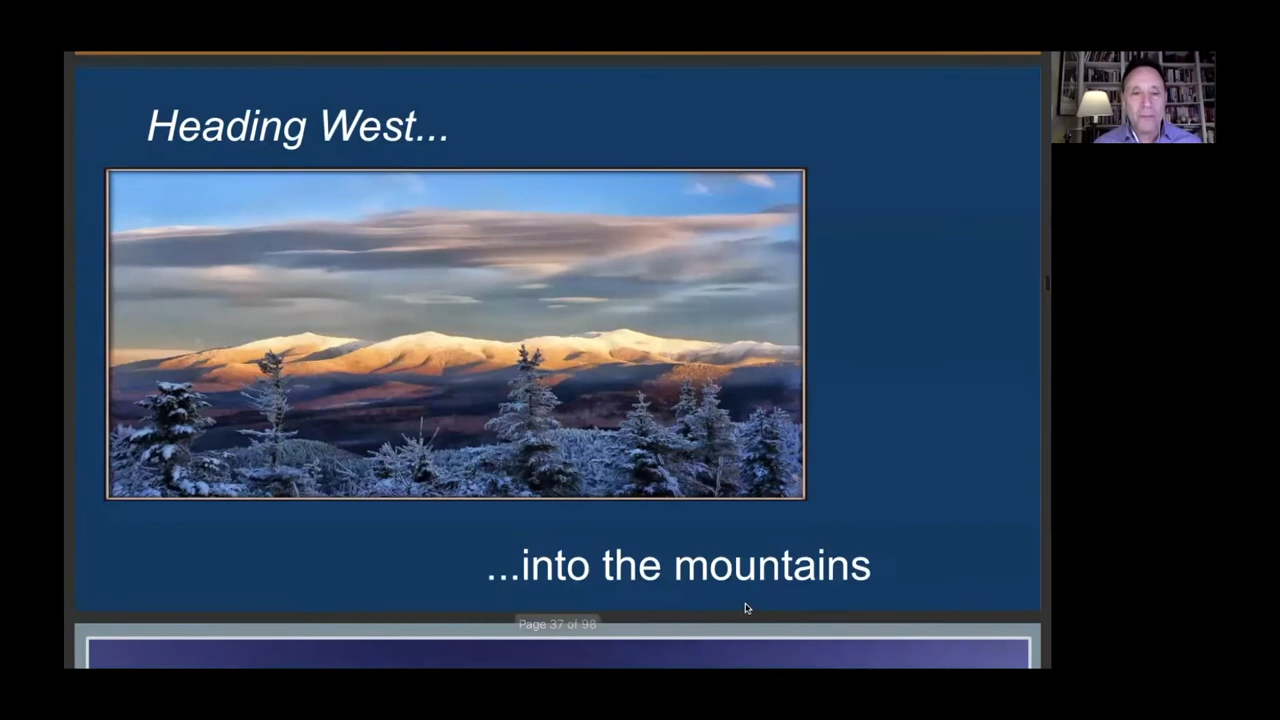 Heading West...
...into the mountains
Page 37 of 98